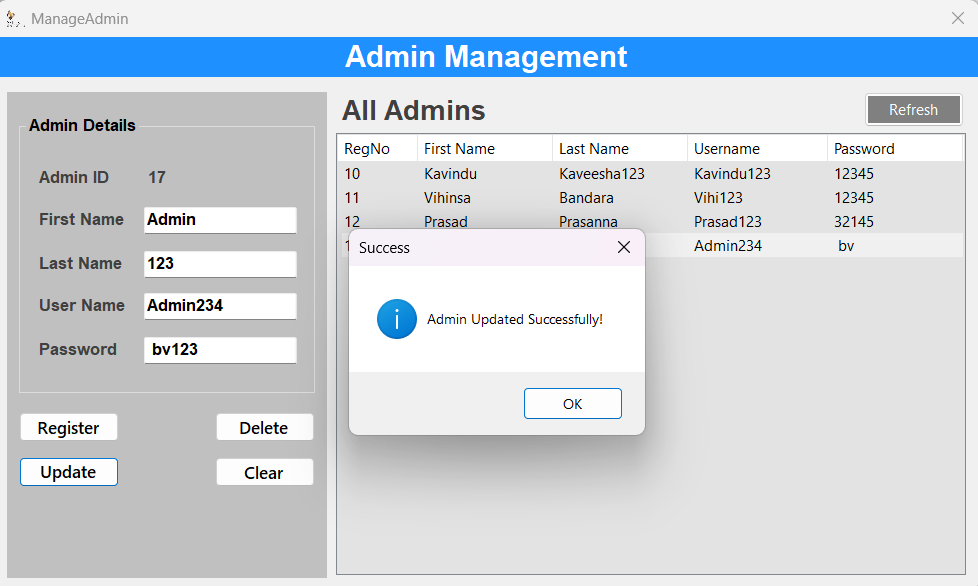 ManageAdmin
Admin Management
Admin Details
Admin ID 17
First Name Admin
Last Name 123
User Name Admin234
Password bv123
Register Delete
Update Clear
All Admins Refresh
RegNo First Name Last Name Username Password
10 Kavindu Kaveesha123 Kavindu123 12345
11 Vihinsa Bandara Vihi123 12345
12 Prasad Prasanna Prasad123 32145
Admin234 bv
Success
Admin Updated Successfully!
OK